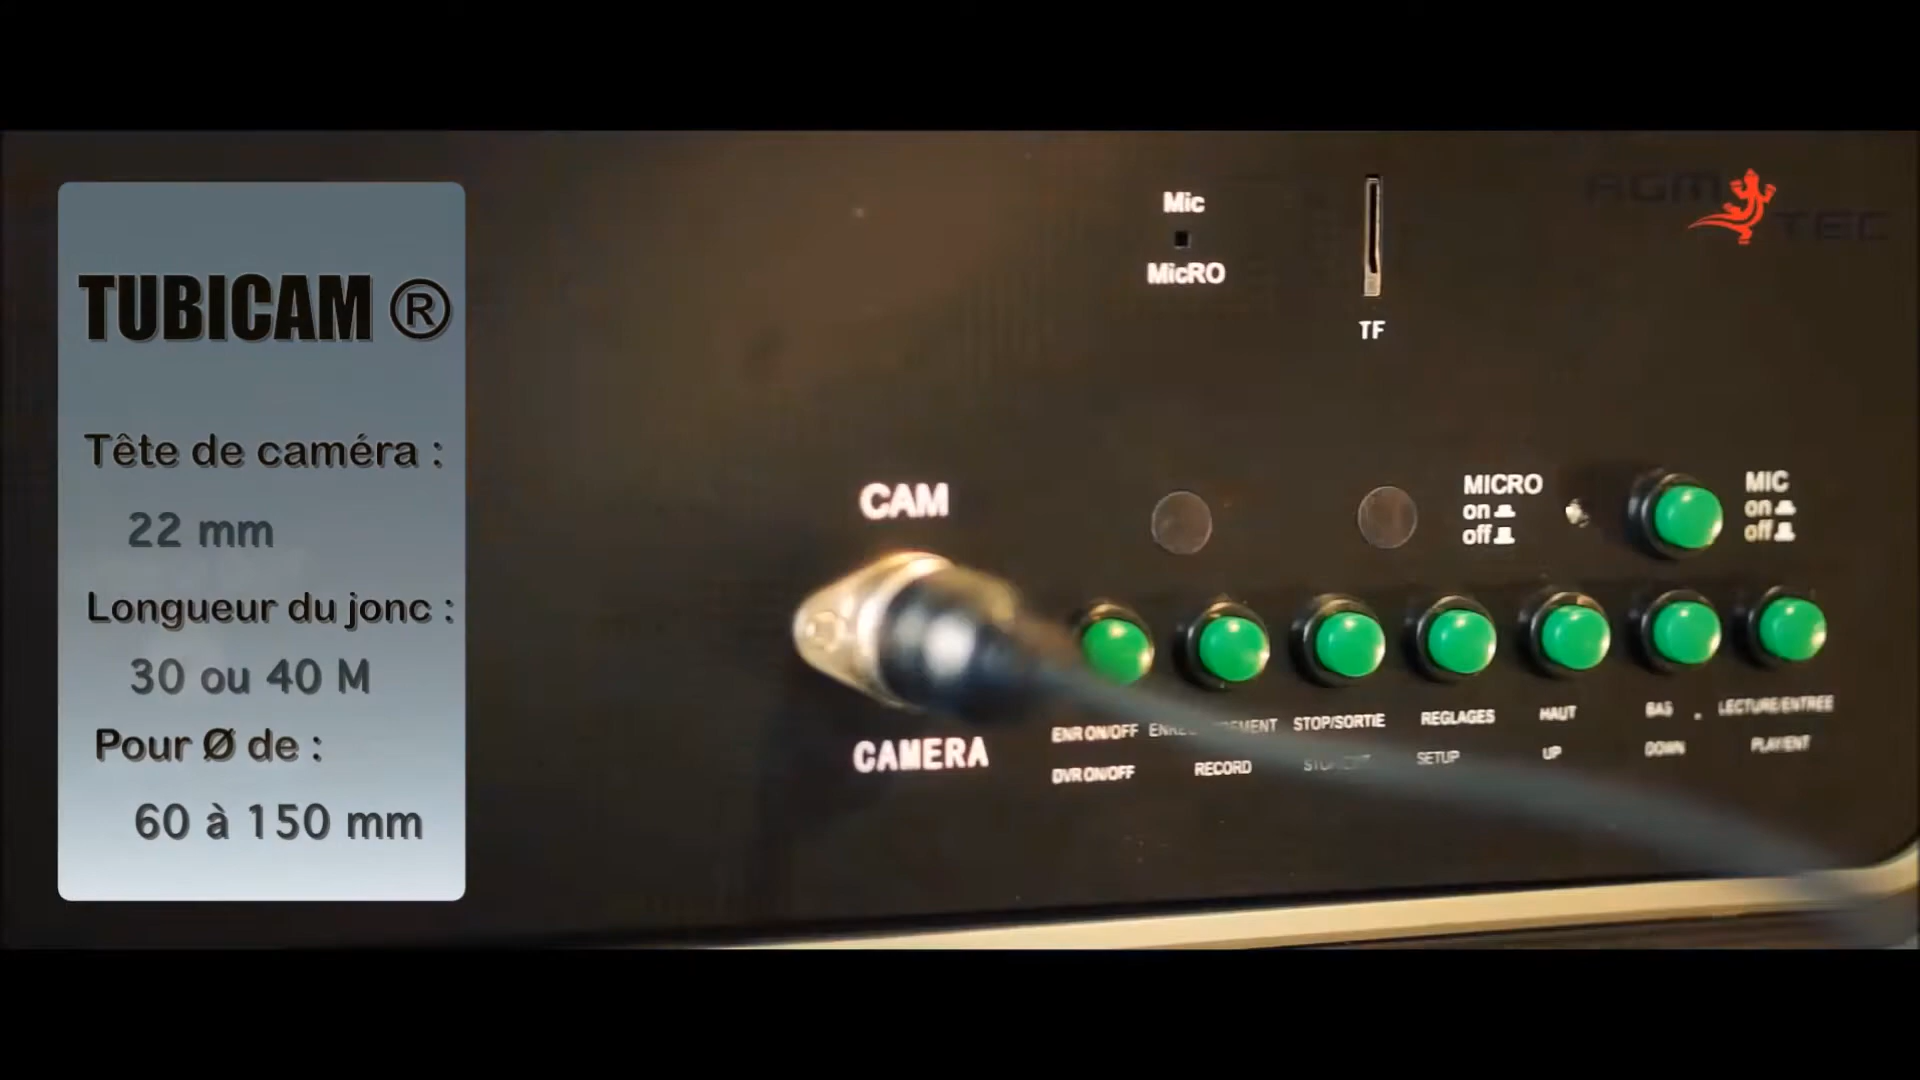 TUBICAM ®
Tête de caméra :
22 mm
Longueur du jonc :
30 ou 40 M
Pour Ø de :
60 à 150 mm
Mic
MicRO
TF
AGM TEC
CAM
CAMERA
MICRO
on
off
MIC
on
off
ENR ON/OFF
STOP/SORTIE
REGLAGES
HAUT
BAS
LECTURE/ENTREE
DVR ON/OFF
RECORD
SETUP
UP
DOWN
PLAY/ENT